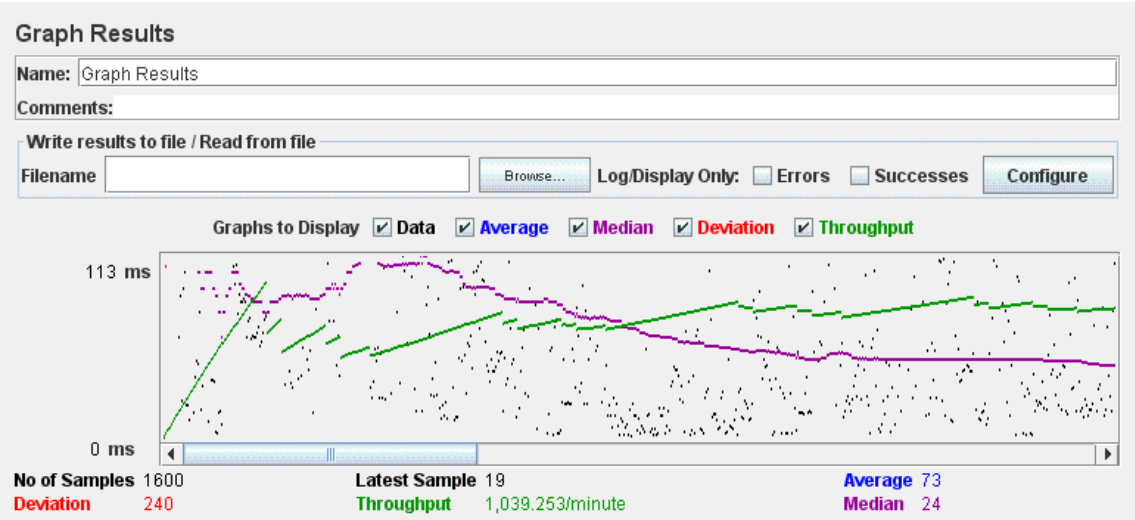 Graph Results
Name: Graph Results
Comments:
Write results to file / Read from file
Filename Browse... Log/Display Only: Errors Successes Configure
Graphs to Display Data Average Median Deviation Throughput
113 ms
0 ms
No of Samples 1600 Latest Sample 19 Average 73
Deviation 240 Throughput 1,039.253/minute Median 24